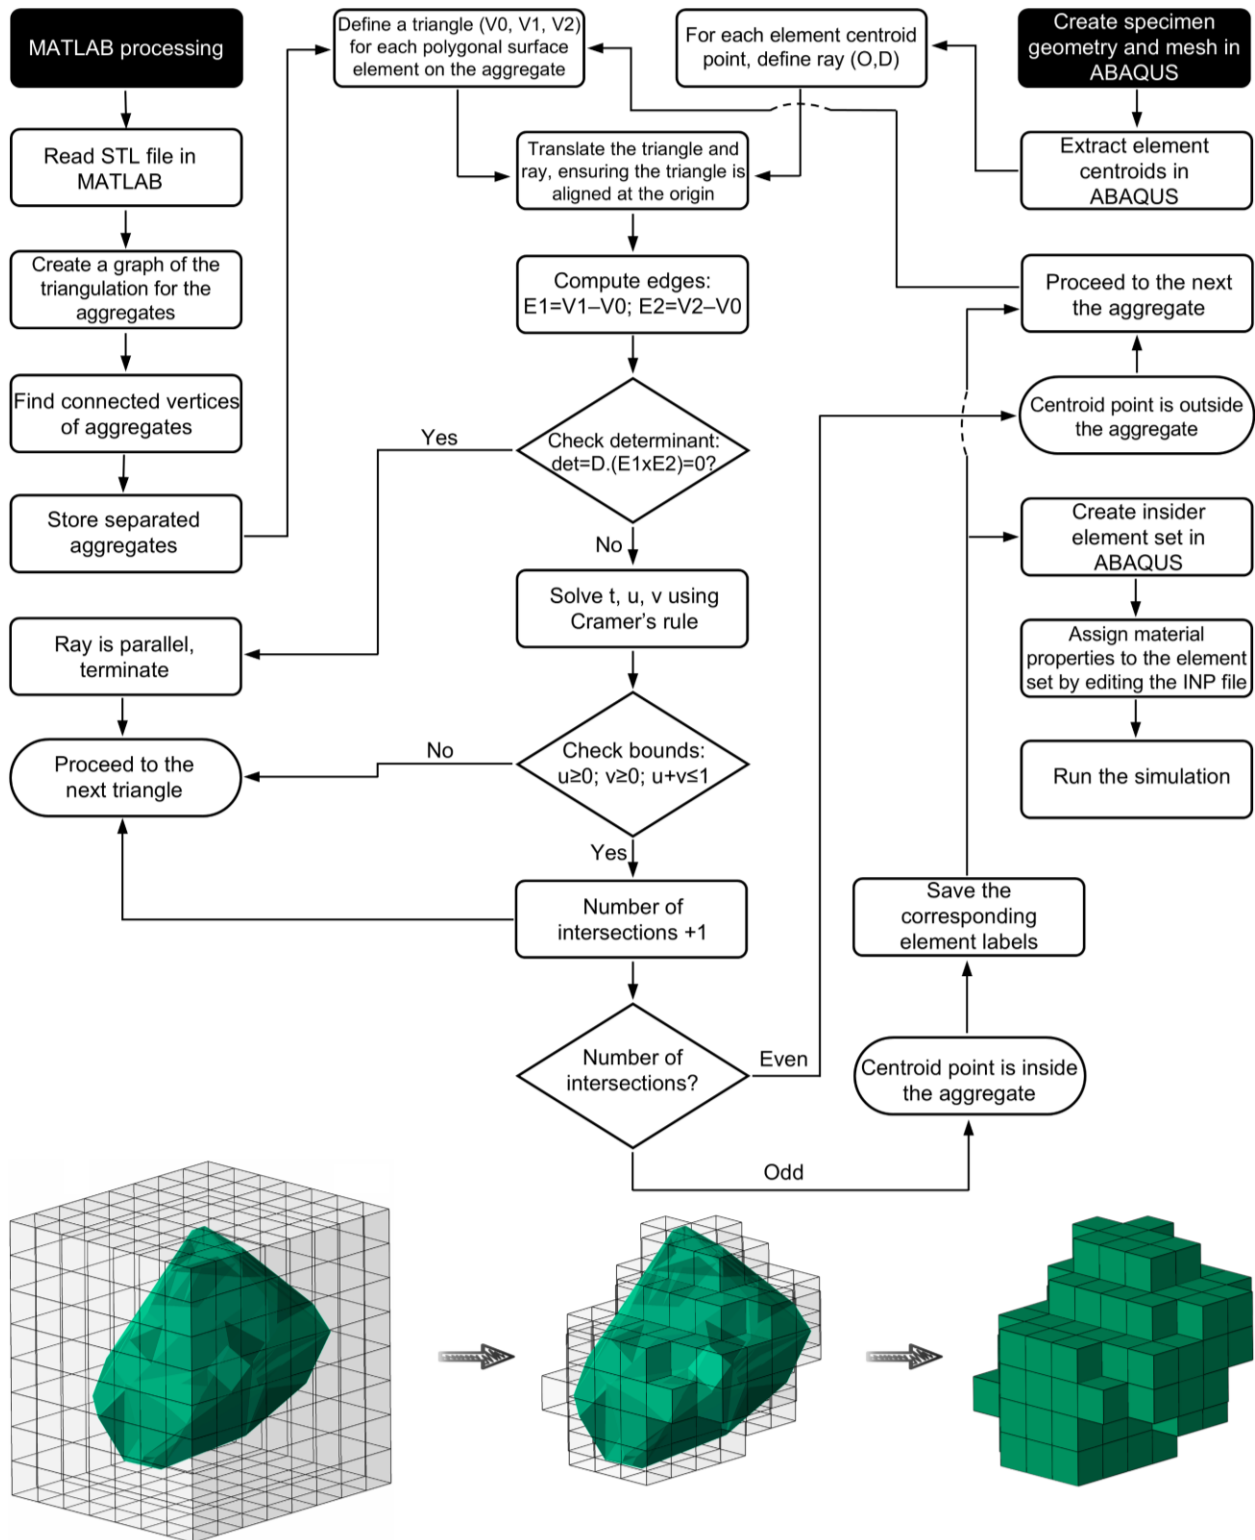 MATLAB processing
Read STL file in
MATLAB
Create a graph of the
triangulation for the
aggregates
Find connected vertices
of aggregates
Store separated
aggregates
Ray is parallel,
terminate
Proceed to the
next triangle
Define a triangle (V0, V1, V2)
for each polygonal surface
element on the aggregate
For each element centroid
point, define ray (O,D)
Create specimen
geometry and mesh in
ABAQUS
Extract element
centroids in
ABAQUS
Translate the triangle and
ray, ensuring the triangle is
aligned at the origin
Compute edges:
E1=V1–V0; E2=V2–V0
Check determinant:
det=D.(E1xE2)=0?
Yes
No
Solve t, u, v using
Cramer's rule
Check bounds:
u≥0; v≥0; u+v≤1
No
Yes
Number of
intersections +1
Number of
intersections?
Even
Odd
Proceed to the next
the aggregate
Centroid point is outside
the aggregate
Create insider
element set in
ABAQUS
Assign material
properties to the element
set by editing the INP file
Run the simulation
Save the
corresponding
element labels
Centroid point is inside
the aggregate